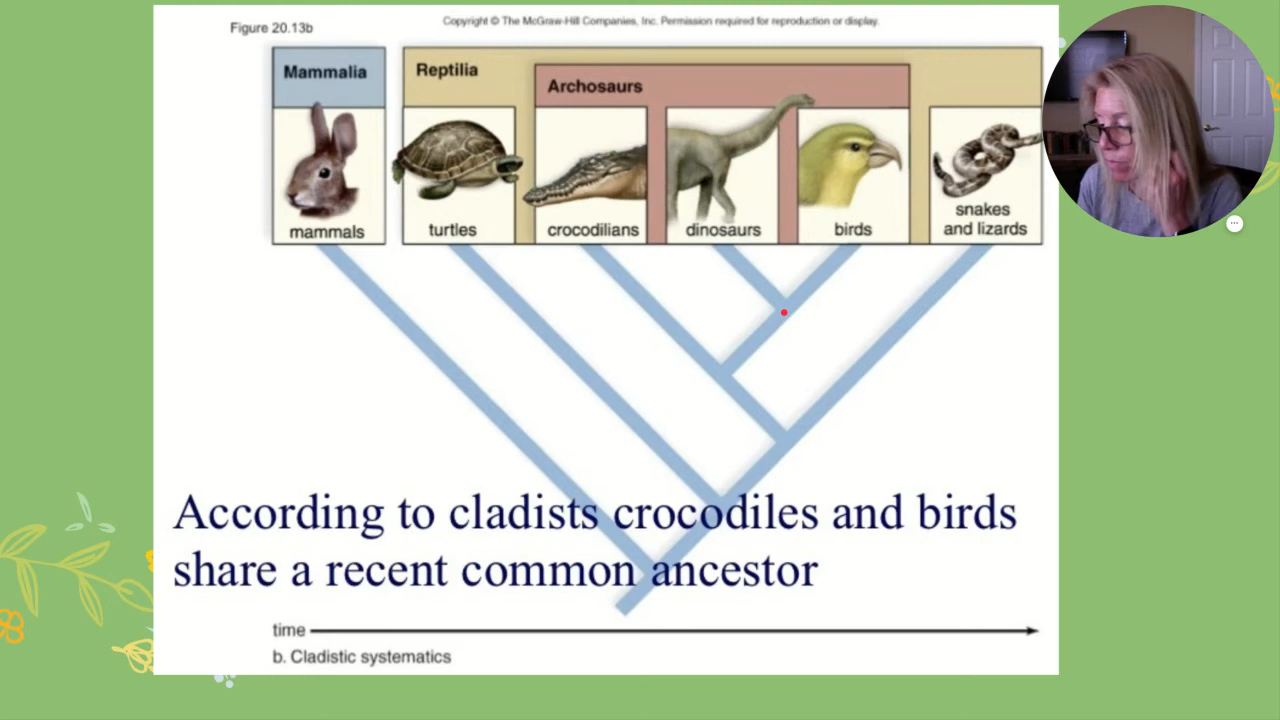 Figure 20.13b
Copyright © The McGraw-Hill Companies, Inc. Permission required for reproduction or display.
Mammalia
Reptilia
Archosaurs
mammals
turtles
crocodilians
dinosaurs
birds
snakes
and lizards
According to cladists crocodiles and birds
share a recent common ancestor
time
b. Cladistic systematics